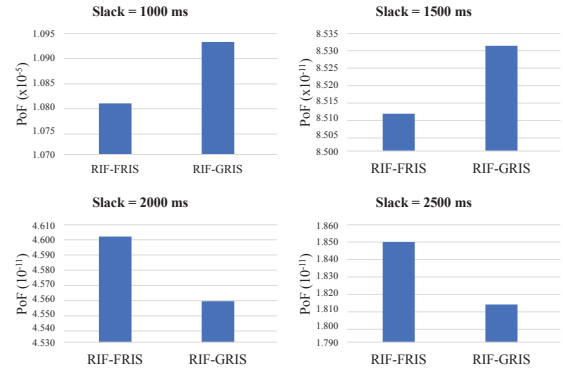 Slack = 1000 ms
PoF (x10⁻⁵)
1.095
1.090
1.085
1.080
1.075
1.070
RIF-FRIS RIF-GRIS
Slack = 1500 ms
PoF (x10⁻¹¹)
8.535
8.530
8.525
8.520
8.515
8.510
8.505
8.500
RIF-FRIS RIF-GRIS
Slack = 2000 ms
PoF (10⁻¹¹)
4.610
4.600
4.590
4.580
4.570
4.560
4.550
4.540
4.530
RIF-FRIS RIF-GRIS
Slack = 2500 ms
PoF (10⁻¹¹)
1.860
1.850
1.840
1.830
1.820
1.810
1.800
1.790
RIF-FRIS RIF-GRIS